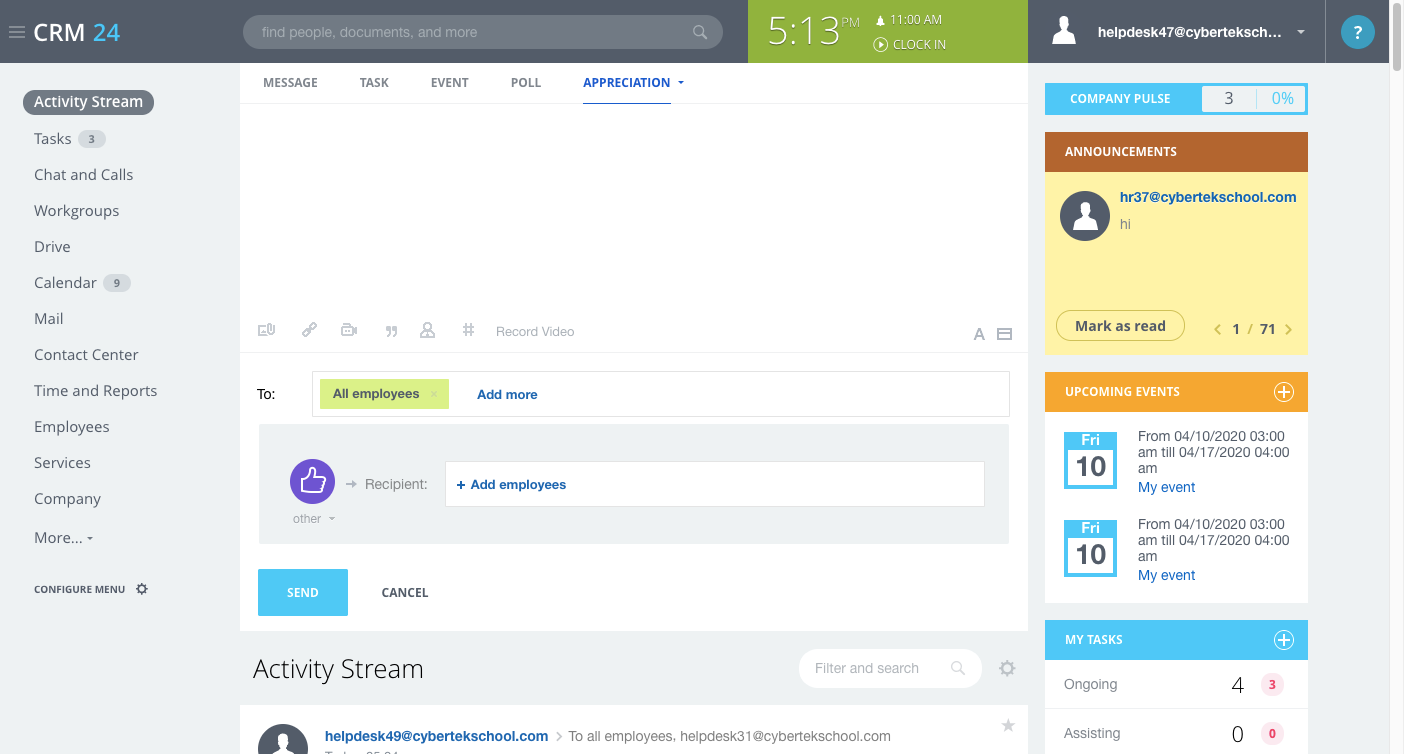 CRM 24
find people, documents, and more
5:13 PM
11:00 AM
CLOCK IN
helpdesk47@cyberteksch...
?
Activity Stream
Tasks 3
Chat and Calls
Workgroups
Drive
Calendar 9
Mail
Contact Center
Time and Reports
Employees
Services
Company
More...
CONFIGURE MENU
MESSAGE TASK EVENT POLL APPRECIATION
Record Video
A
To: All employees × Add more
Recipient: + Add employees
other
SEND CANCEL
Activity Stream
Filter and search
helpdesk49@cybertekschool.com > To all employees, helpdesk31@cybertekschool.com
COMPANY PULSE 3 0%
ANNOUNCEMENTS
hr37@cybertekschool.com
hi
Mark as read
1 / 71
UPCOMING EVENTS
Fri
10
From 04/10/2020 03:00
am till 04/17/2020 04:00
am
My event
Fri
10
From 04/10/2020 03:00
am till 04/17/2020 04:00
am
My event
MY TASKS
Ongoing 4 3
Assisting 0 0